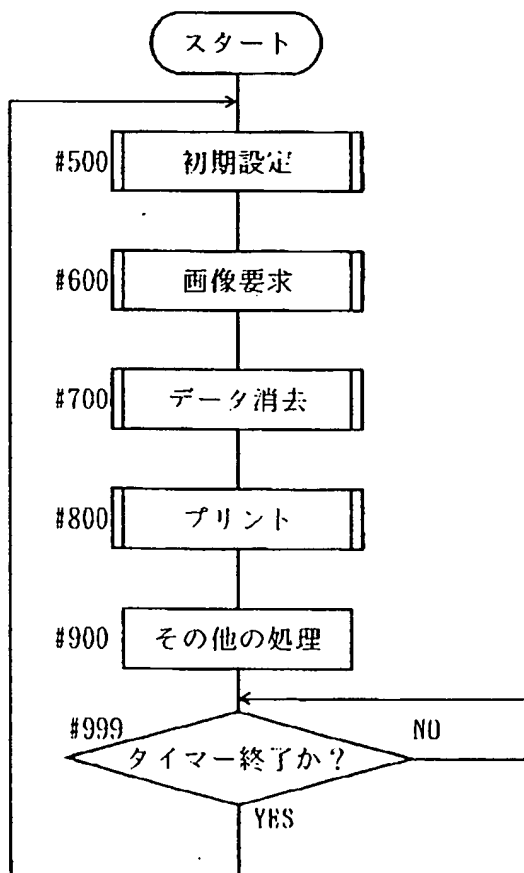 スタート
#500 初期設定
#600 画像要求
#700 データ消去
#800 プリント
#900 その他の処理
#999 タイマー終了か? NO
YES